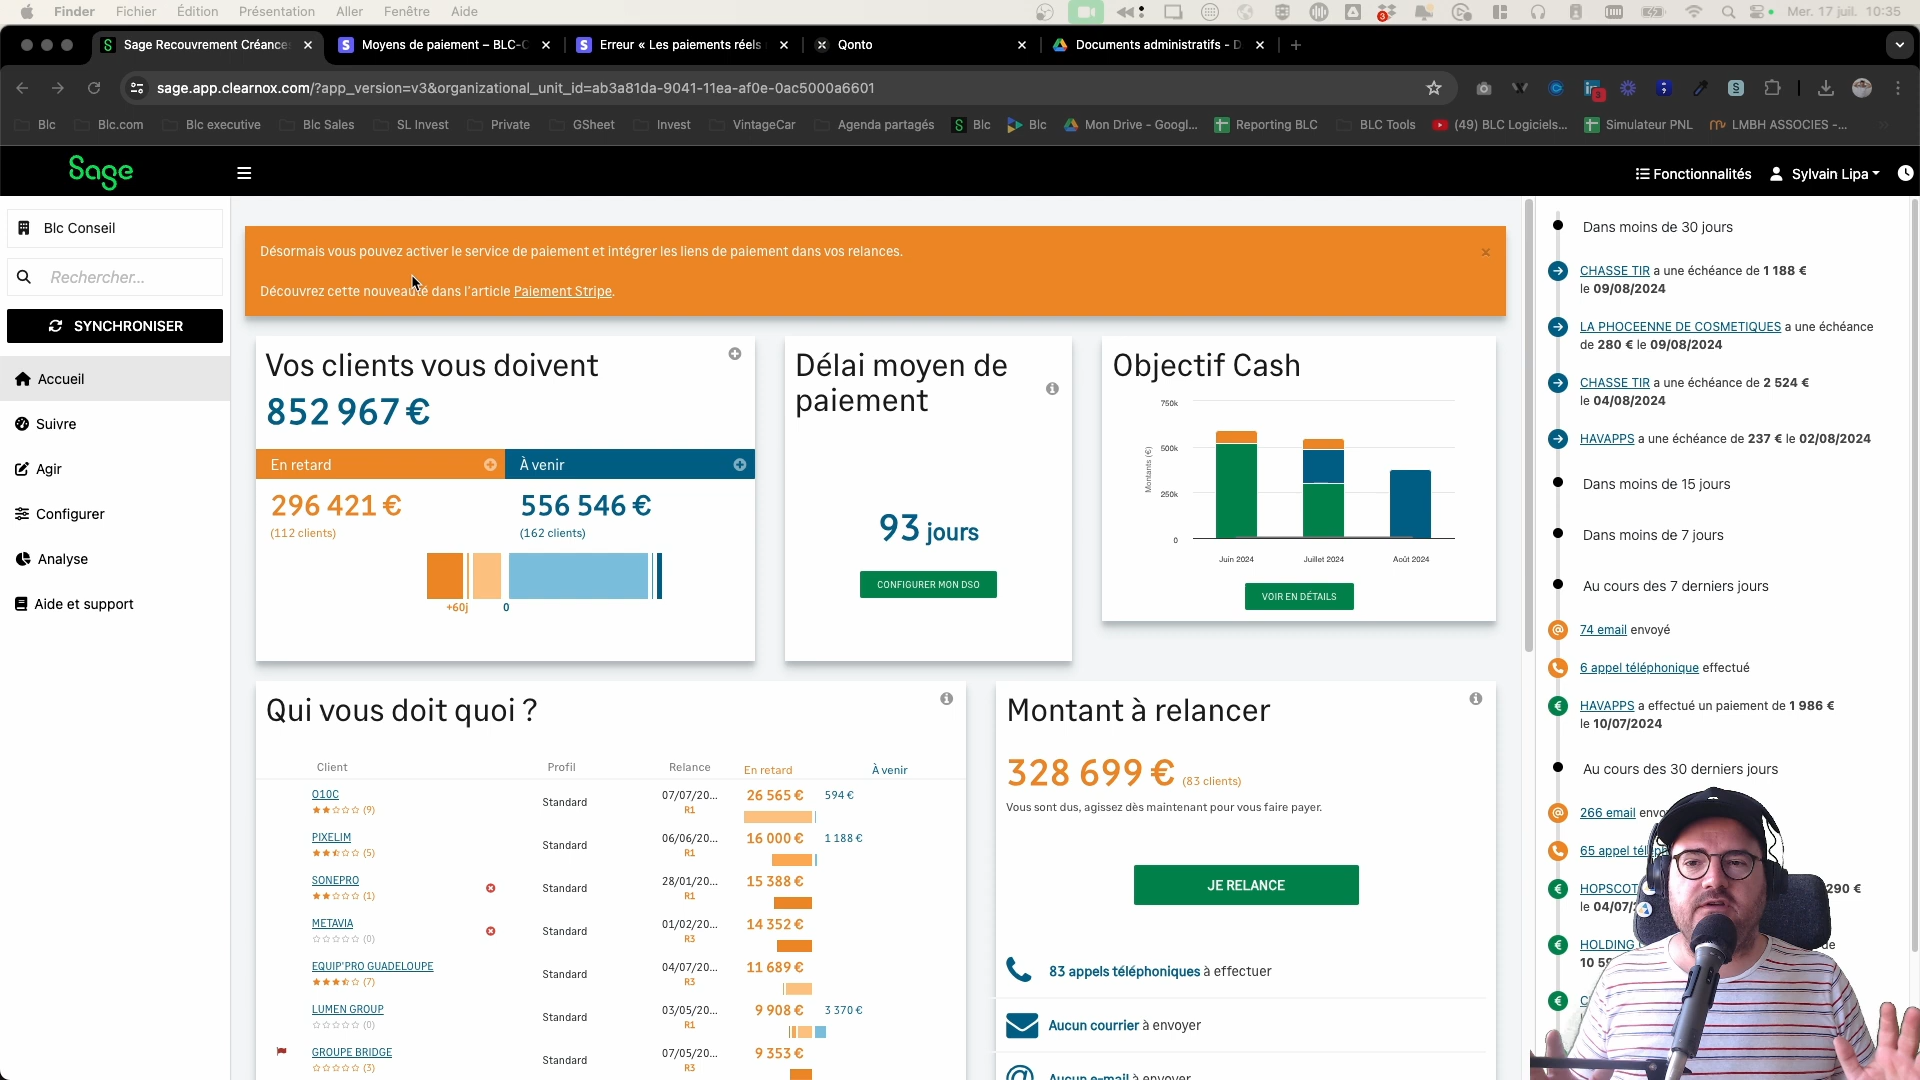 Finder Fichier Édition Présentation Aller Fenêtre Aide
Mer. 17 juil. 10:35
Sage Recouvrement Créances
Moyens de paiement – BLC-C
Erreur « Les paiements réels
Qonto
Documents administratifs - D
sage.app.clearnox.com/?app_version=v3&organizational_unit_id=ab3a81da-9041-11ea-af0e-0ac5000a6601
Blc Blc.com Blc executive Blc Sales SL Invest Private GSheet Invest VintageCar Agenda partagés Blc Blc Mon Drive - Googl... Reporting BLC BLC Tools (49) BLC Logiciels... Simulateur PNL LMBH ASSOCIES -...
Sage
Fonctionnalités
Sylvain Lipa
Blc Conseil
Rechercher...
SYNCHRONISER
Accueil
Suivre
Agir
Configurer
Analyse
Aide et support
Désormais vous pouvez activer le service de paiement et intégrer les liens de paiement dans vos relances.
Découvrez cette nouveauté dans l'article Paiement Stripe.
Vos clients vous doivent
852 967 €
En retard
À venir
296 421 €
556 546 €
(112 clients)
(162 clients)
+60j
0
Délai moyen de
paiement
93 jours
CONFIGURER MON DSO
Objectif Cash
750k
500k
250k
0
Montants (€)
Juin 2024
Juillet 2024
Août 2024
VOIR EN DÉTAILS
Qui vous doit quoi ?
Client Profil Relance En retard À venir
O10C Standard 07/07/20... 26 565 € 594 €
(9) R1
PIXELIM Standard 06/06/20... 16 000 € 1 188 €
(5) R1
SONEPRO Standard 28/01/20... 15 388 €
(1) R1
METAVIA Standard 01/02/20... 14 352 €
(0) R3
EQUIP'PRO GUADELOUPE Standard 04/07/20... 11 689 €
(7) R3
LUMEN GROUP Standard 03/05/20... 9 908 € 3 370 €
(0) R1
GROUPE BRIDGE Standard 07/05/20... 9 353 €
(3) R3
Montant à relancer
328 699 € (83 clients)
Vous sont dus, agissez dès maintenant pour vous faire payer.
JE RELANCE
83 appels téléphoniques à effectuer
Aucun courrier à envoyer
Aucun e-mail à envoyer
Dans moins de 30 jours
CHASSE TIR a une échéance de 1 188 €
le 09/08/2024
LA PHOCEENNE DE COSMETIQUES a une échéance
de 280 € le 09/08/2024
CHASSE TIR a une échéance de 2 524 €
le 04/08/2024
HAVAPPS a une échéance de 237 € le 02/08/2024
Dans moins de 15 jours
Dans moins de 7 jours
Au cours des 7 derniers jours
74 email envoyé
6 appel téléphonique effectué
HAVAPPS a effectué un paiement de 1 986 €
le 10/07/2024
Au cours des 30 derniers jours
266 email envo
65 appel télép
HOPSCOT 290 €
le 04/07/2
HOLDING de
10 5
C